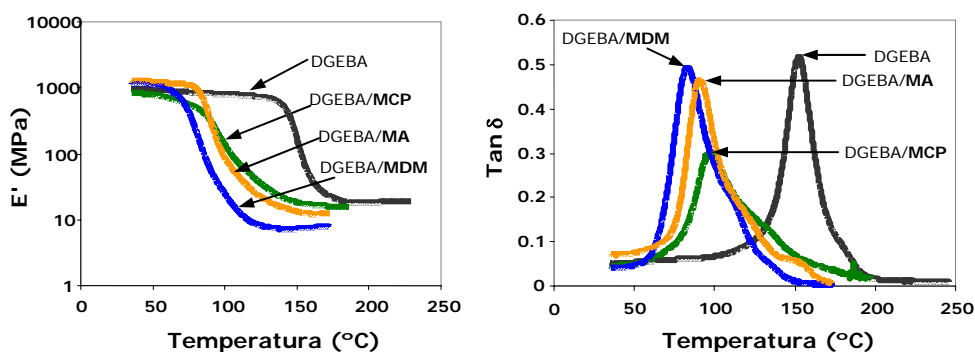 10000
1000
100
10
1
E' (MPa)
0 50 100 150 200 250
Temperatura (ºC)
DGEBA
DGEBA/MCP
DGEBA/MA
DGEBA/MDM
0.6
0.5
0.4
0.3
0.2
0.1
0
Tan δ
0 50 100 150 200 250
Temperatura (ºC)
DGEBA/MDM
DGEBA
DGEBA/MA
DGEBA/MCP